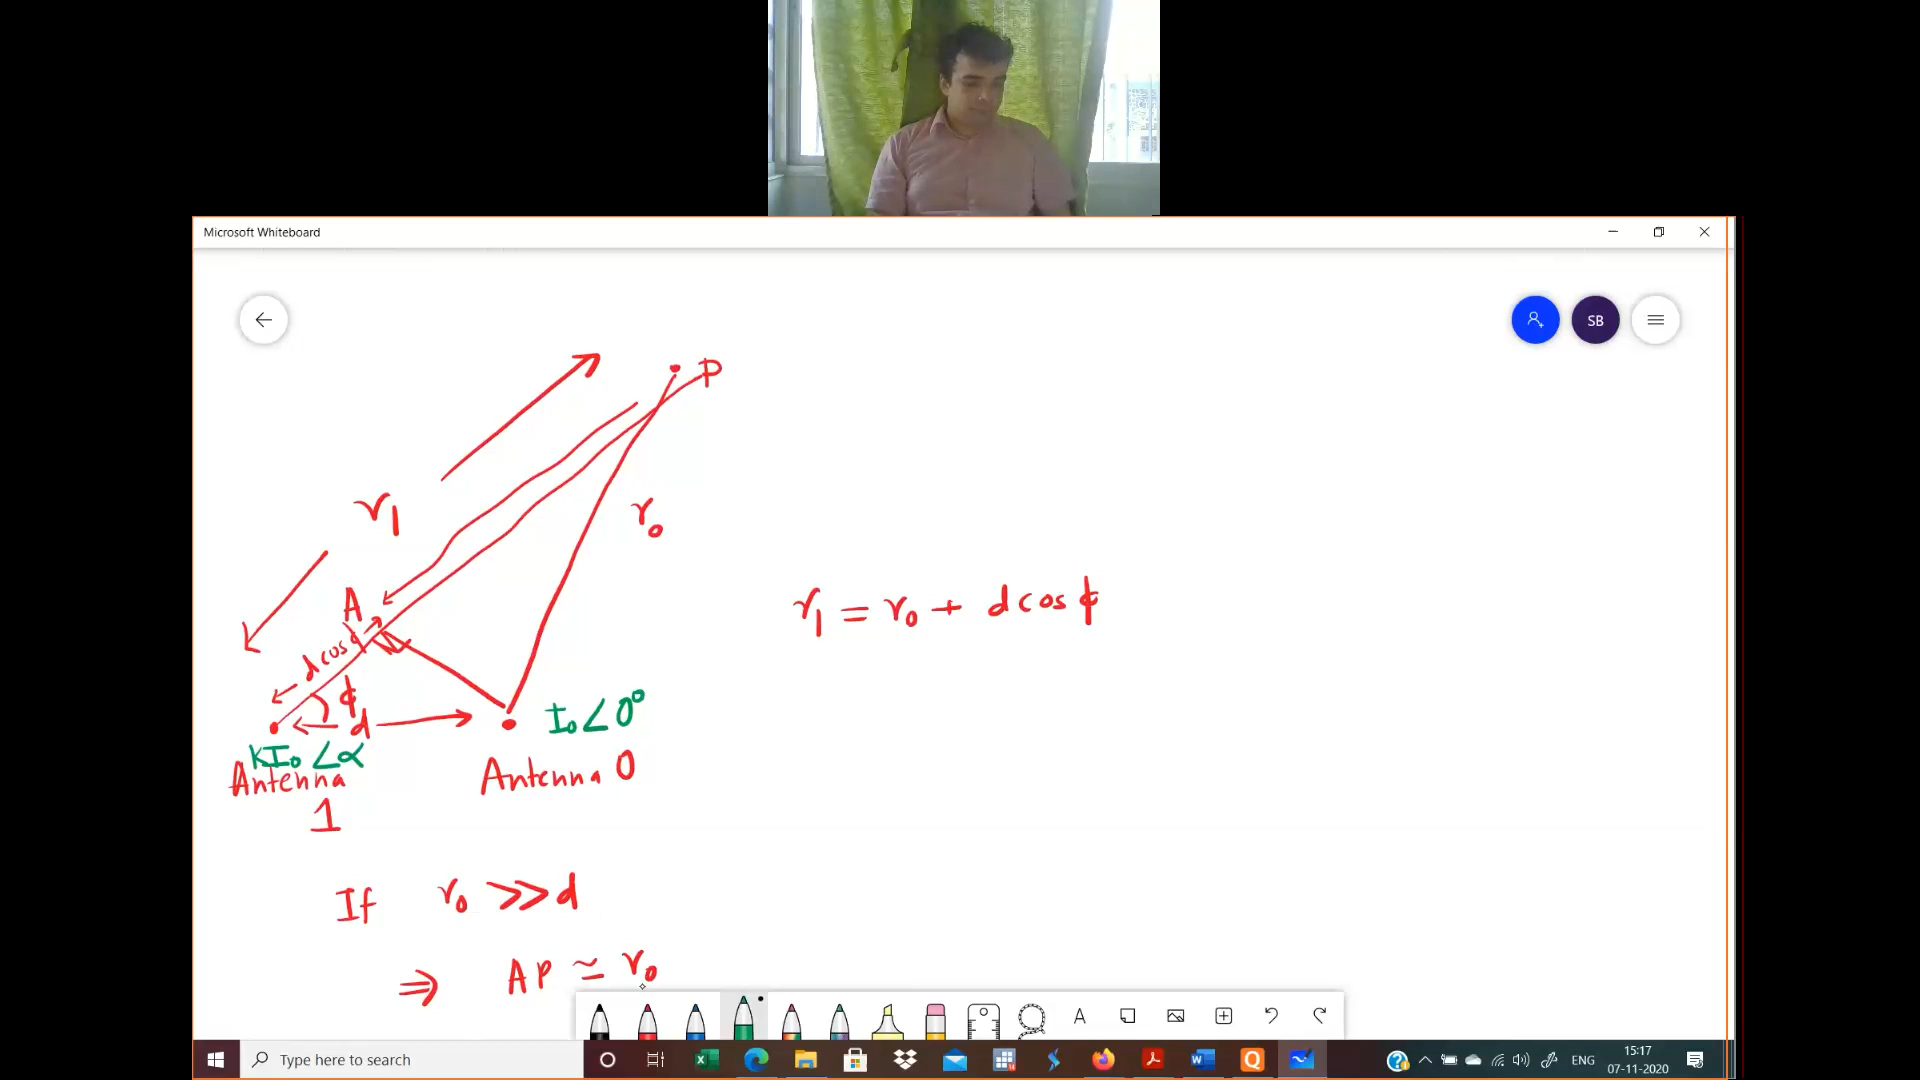 Microsoft Whiteboard
SB
P
r1
r0
A
r1 = r0 + d cos ϕ
d cos ϕ
ϕ
d
I0 ∠0°
KI0 ∠α
Antenna 0
Antenna
1
If r0 >> d
⇒ AP ≃ r0
A
Type here to search
ENG
15:17
07-11-2020